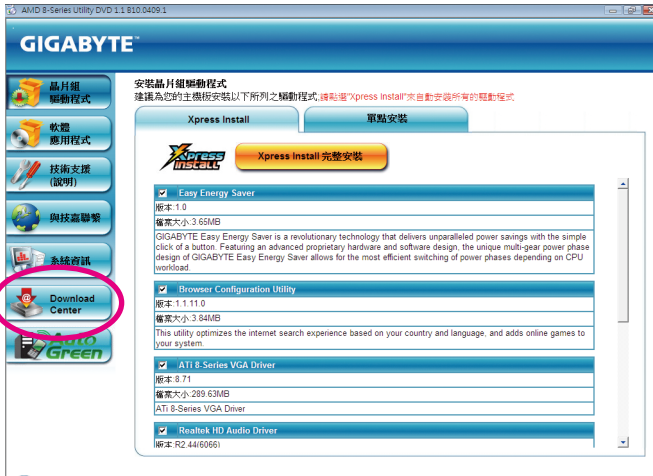 AMD 8-Series Utility DVD 1.1 B10.0409.1
GIGABYTE™
晶片組
驅動程式
軟體
應用程式
技術支援
(說明)
與技嘉聯繫
系統資訊
Download
Center
Auto
Green
安裝晶片組驅動程式
建議為您的主機板安裝以下所列之驅動程式;請點選"Xpress Install"來自動安裝所有的驅動程式
Xpress Install
單點安裝
Xpress
INSTALL
Xpress Install 完整安裝
Easy Energy Saver
版本:1.0
檔案大小:3.65MB
GIGABYTE Easy Energy Saver is a revolutionary technology that delivers unparalleled power savings with the simple
click of a button. Featuring an advanced proprietary hardware and software design, the unique multi-gear power phase
design of GIGABYTE Easy Energy Saver allows for the most efficient switching of power phases depending on CPU
workload.
Browser Configuration Utility
版本:1.1.11.0
檔案大小:3.84MB
This utility optimizes the internet search experience based on your country and language, and adds online games to
your system.
ATi 8-Series VGA Driver
版本:8.71
檔案大小:289.63MB
ATi 8-Series VGA Driver
Realtek HD Audio Driver
版本:R2.44(6066)